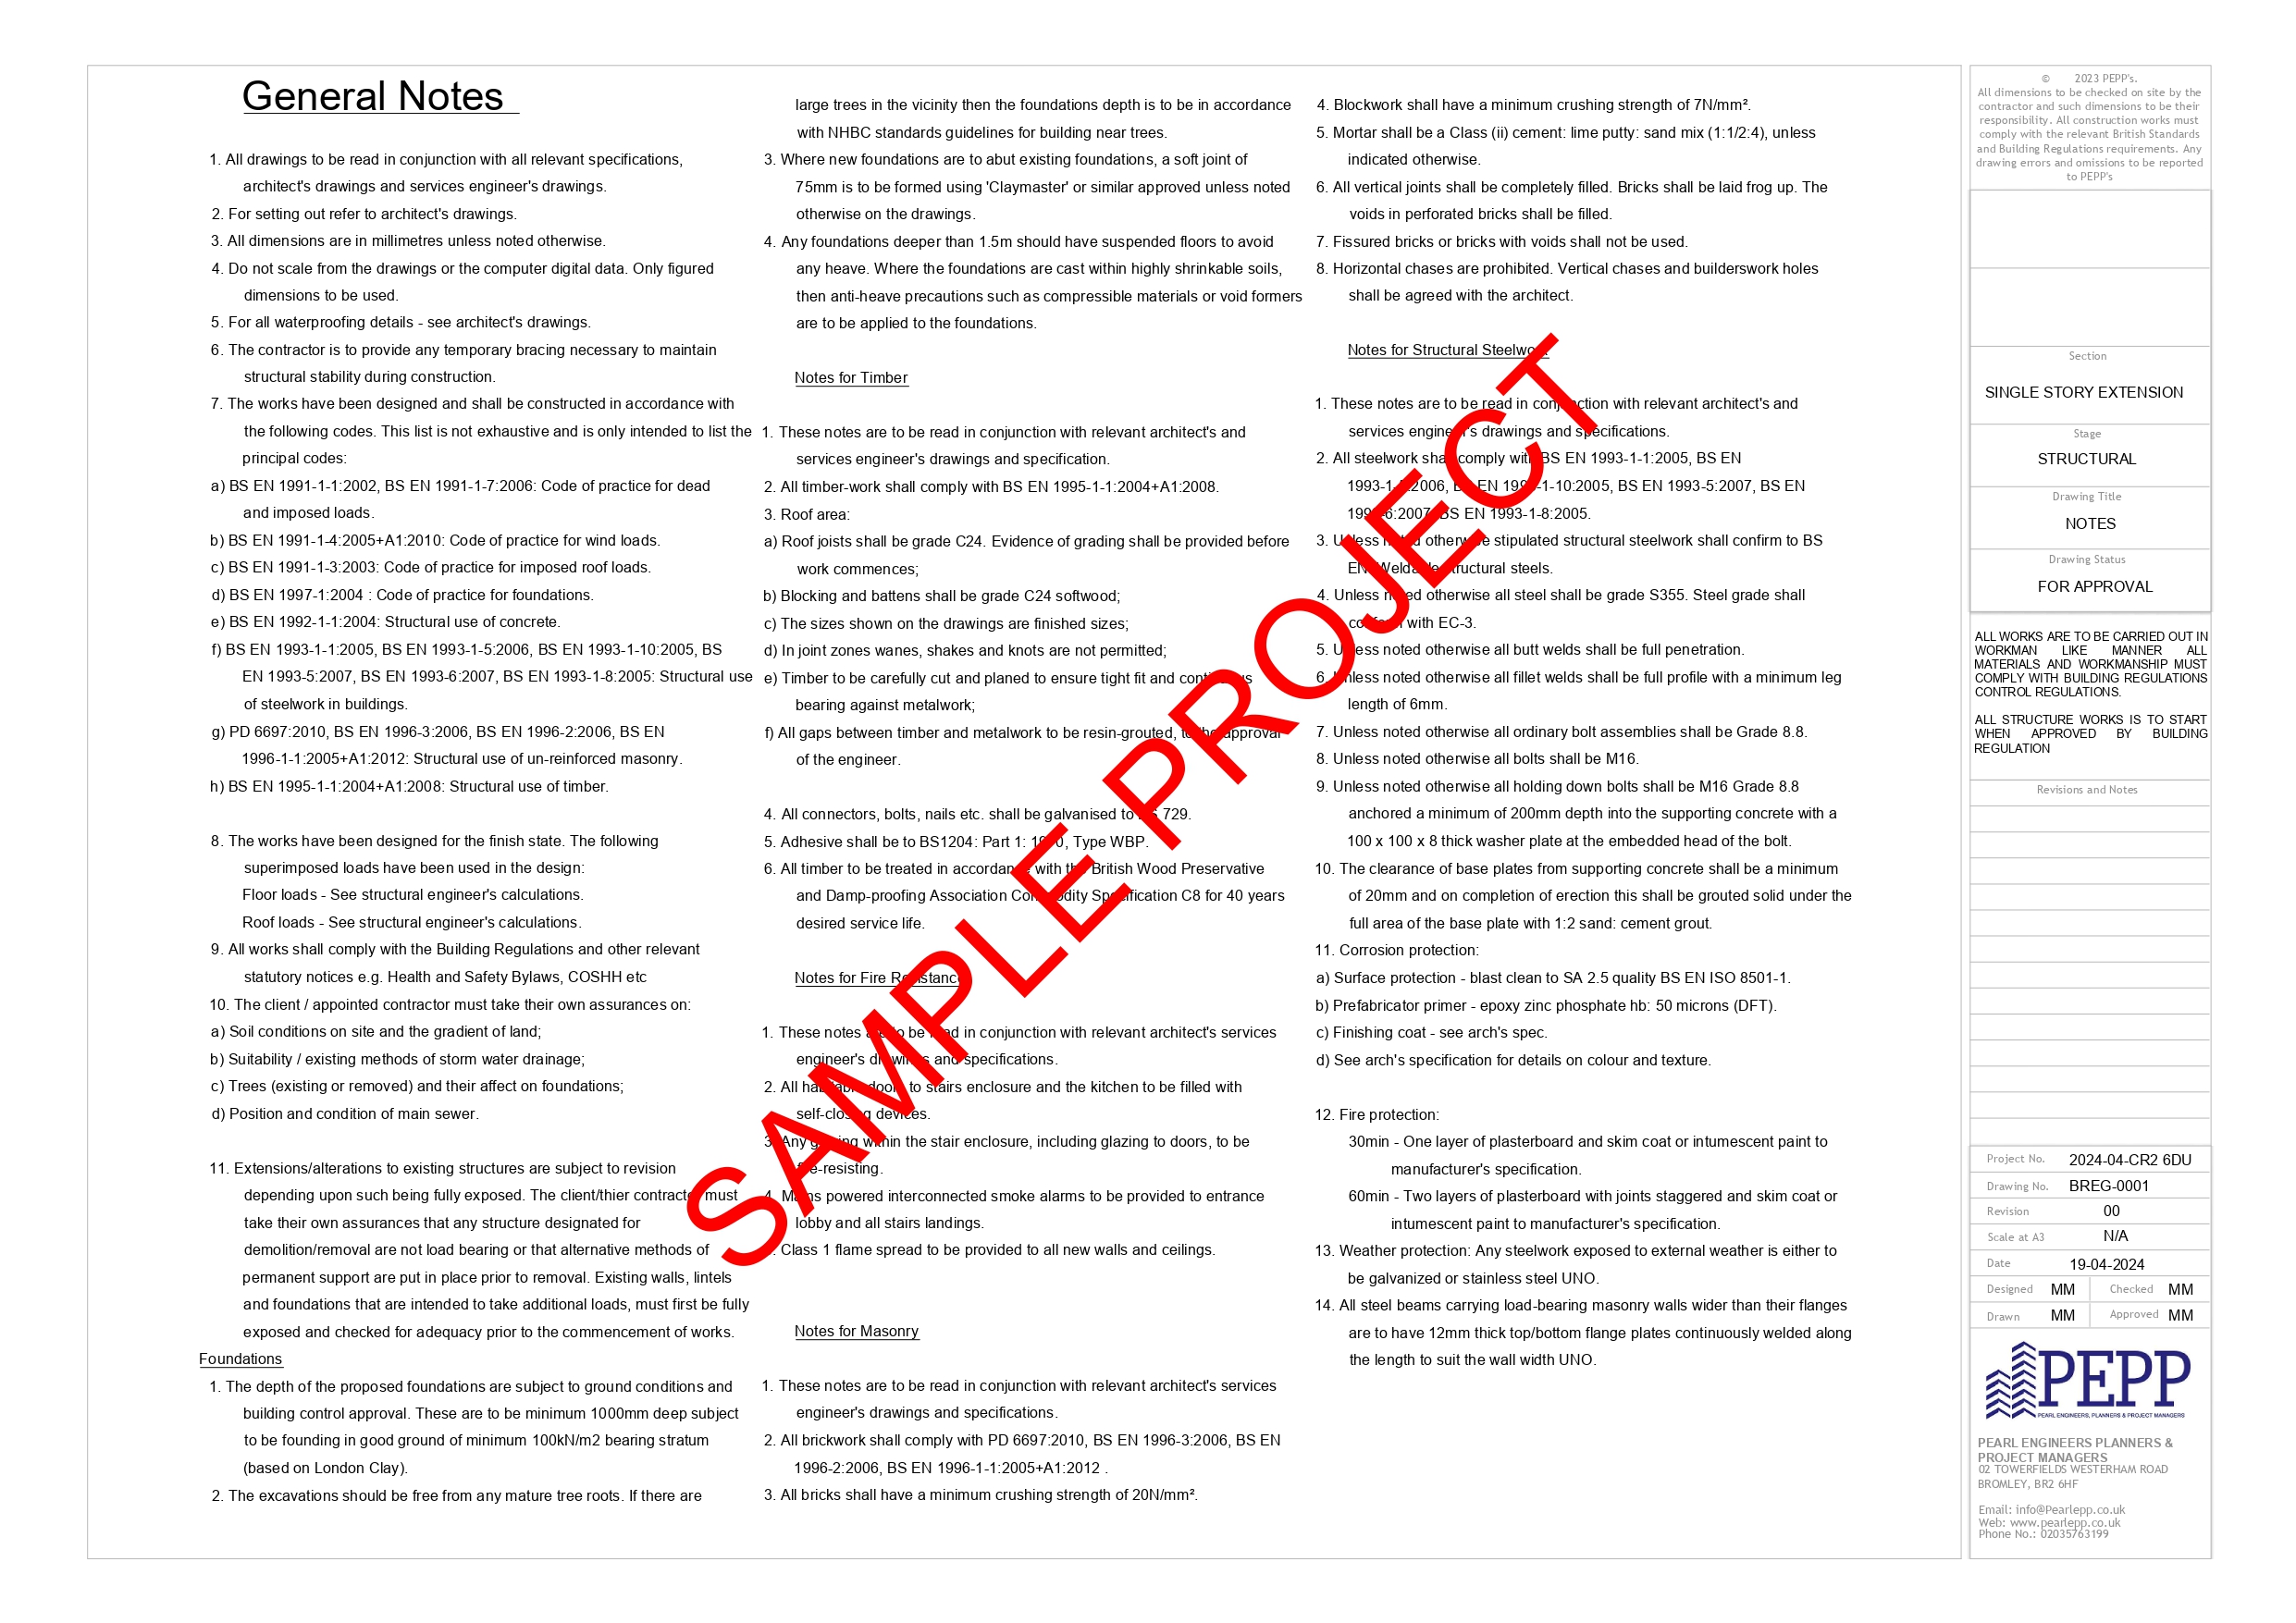 General Notes
1. All drawings to be read in conjunction with all relevant specifications,
architect's drawings and services engineer's drawings.
2. For setting out refer to architect's drawings.
3. All dimensions are in millimetres unless noted otherwise.
4. Do not scale from the drawings or the computer digital data. Only figured
dimensions to be used.
5. For all waterproofing details - see architect's drawings.
6. The contractor is to provide any temporary bracing necessary to maintain
structural stability during construction.
7. The works have been designed and shall be constructed in accordance with
the following codes. This list is not exhaustive and is only intended to list the
principal codes:
a) BS EN 1991-1-1:2002, BS EN 1991-1-7:2006: Code of practice for dead
and imposed loads.
b) BS EN 1991-1-4:2005+A1:2010: Code of practice for wind loads.
c) BS EN 1991-1-3:2003: Code of practice for imposed roof loads.
d) BS EN 1997-1:2004 : Code of practice for foundations.
e) BS EN 1992-1-1:2004: Structural use of concrete.
f) BS EN 1993-1-1:2005, BS EN 1993-1-5:2006, BS EN 1993-1-10:2005, BS
EN 1993-5:2007, BS EN 1993-6:2007, BS EN 1993-1-8:2005: Structural use
of steelwork in buildings.
g) PD 6697:2010, BS EN 1996-3:2006, BS EN 1996-2:2006, BS EN
1996-1-1:2005+A1:2012: Structural use of un-reinforced masonry.
h) BS EN 1995-1-1:2004+A1:2008: Structural use of timber.
8. The works have been designed for the finish state. The following
superimposed loads have been used in the design:
Floor loads - See structural engineer's calculations.
Roof loads - See structural engineer's calculations.
9. All works shall comply with the Building Regulations and other relevant
statutory notices e.g. Health and Safety Bylaws, COSHH etc
10. The client / appointed contractor must take their own assurances on:
a) Soil conditions on site and the gradient of land;
b) Suitability / existing methods of storm water drainage;
c) Trees (existing or removed) and their affect on foundations;
d) Position and condition of main sewer.
11. Extensions/alterations to existing structures are subject to revision
depending upon such being fully exposed. The client/thier contractor must
take their own assurances that any structure designated for
demolition/removal are not load bearing or that alternative methods of
permanent support are put in place prior to removal. Existing walls, lintels
and foundations that are intended to take additional loads, must first be fully
exposed and checked for adequacy prior to the commencement of works.
Foundations
1. The depth of the proposed foundations are subject to ground conditions and
building control approval. These are to be minimum 1000mm deep subject
to be founding in good ground of minimum 100kN/m2 bearing stratum
(based on London Clay).
2. The excavations should be free from any mature tree roots. If there are
large trees in the vicinity then the foundations depth is to be in accordance
with NHBC standards guidelines for building near trees.
3. Where new foundations are to abut existing foundations, a soft joint of
75mm is to be formed using 'Claymaster' or similar approved unless noted
otherwise on the drawings.
4. Any foundations deeper than 1.5m should have suspended floors to avoid
any heave. Where the foundations are cast within highly shrinkable soils,
then anti-heave precautions such as compressible materials or void formers
are to be applied to the foundations.
Notes for Timber
1. These notes are to be read in conjunction with relevant architect's and
services engineer's drawings and specification.
2. All timber-work shall comply with BS EN 1995-1-1:2004+A1:2008.
3. Roof area:
a) Roof joists shall be grade C24. Evidence of grading shall be provided before
work commences;
b) Blocking and battens shall be grade C24 softwood;
c) The sizes shown on the drawings are finished sizes;
d) In joint zones wanes, shakes and knots are not permitted;
e) Timber to be carefully cut and planed to ensure tight fit and continuous
bearing against metalwork;
f) All gaps between timber and metalwork to be resin-grouted, to the approval
of the engineer.
4. All connectors, bolts, nails etc. shall be galvanised to 729.
5. Adhesive shall be to BS1204: Part 1: Type WBP.
6. All timber to be treated in accordance with the British Wood Preservative
and Damp-proofing Association Commodity Specification C8 for 40 years
desired service life.
Notes for Fire Resistance
1. These notes are to be read in conjunction with relevant architect's services
engineer's drawings and specifications.
2. All habitable doors to stairs enclosure and the kitchen to be filled with
self-closing devices.
3. Any glazing within the stair enclosure, including glazing to doors, to be
fire-resisting.
4. Mains powered interconnected smoke alarms to be provided to entrance
lobby and all stairs landings.
Class 1 flame spread to be provided to all new walls and ceilings.
Notes for Masonry
1. These notes are to be read in conjunction with relevant architect's services
engineer's drawings and specifications.
2. All brickwork shall comply with PD 6697:2010, BS EN 1996-3:2006, BS EN
1996-2:2006, BS EN 1996-1-1:2005+A1:2012 .
3. All bricks shall have a minimum crushing strength of 20N/mm².
4. Blockwork shall have a minimum crushing strength of 7N/mm².
5. Mortar shall be a Class (ii) cement: lime putty: sand mix (1:1/2:4), unless
indicated otherwise.
6. All vertical joints shall be completely filled. Bricks shall be laid frog up. The
voids in perforated bricks shall be filled.
7. Fissured bricks or bricks with voids shall not be used.
8. Horizontal chases are prohibited. Vertical chases and builderswork holes
shall be agreed with the architect.
Notes for Structural Steelwork
1. These notes are to be read in conjunction with relevant architect's and
services engineer's drawings and specifications.
2. All steelwork shall comply with BS EN 1993-1-1:2005, BS EN
EN 1993-1-10:2005, BS EN 1993-5:2007, BS EN
BS EN 1993-1-8:2005.
3. Unless noted otherwise stipulated structural steelwork shall confirm to BS
EN Weldable structural steels.
4. Unless noted otherwise all steel shall be grade S355. Steel grade shall
conform with EC-3.
5. Unless noted otherwise all butt welds shall be full penetration.
6. Unless noted otherwise all fillet welds shall be full profile with a minimum leg
length of 6mm.
7. Unless noted otherwise all ordinary bolt assemblies shall be Grade 8.8.
8. Unless noted otherwise all bolts shall be M16.
9. Unless noted otherwise all holding down bolts shall be M16 Grade 8.8
anchored a minimum of 200mm depth into the supporting concrete with a
100 x 100 x 8 thick washer plate at the embedded head of the bolt.
10. The clearance of base plates from supporting concrete shall be a minimum
of 20mm and on completion of erection this shall be grouted solid under the
full area of the base plate with 1:2 sand: cement grout.
11. Corrosion protection:
a) Surface protection - blast clean to SA 2.5 quality BS EN ISO 8501-1.
b) Prefabricator primer - epoxy zinc phosphate hb: 50 microns (DFT).
c) Finishing coat - see arch's spec.
d) See arch's specification for details on colour and texture.
12. Fire protection:
30min - One layer of plasterboard and skim coat or intumescent paint to
manufacturer's specification.
60min - Two layers of plasterboard with joints staggered and skim coat or
intumescent paint to manufacturer's specification.
13. Weather protection: Any steelwork exposed to external weather is either to
be galvanized or stainless steel UNO.
14. All steel beams carrying load-bearing masonry walls wider than their flanges
are to have 12mm thick top/bottom flange plates continuously welded along
the length to suit the wall width UNO.
SAMPLE PROJECT
© 2023 PEPP's.
All dimensions to be checked on site by the
contractor and such dimensions to be their
responsibility. All construction works must
comply with the relevant British Standards
and Building Regulations requirements. Any
drawing errors and omissions to be reported
to PEPP's
Section
SINGLE STORY EXTENSION
Stage
STRUCTURAL
Drawing Title
NOTES
Drawing Status
FOR APPROVAL
ALL WORKS ARE TO BE CARRIED OUT IN
WORKMAN LIKE MANNER ALL
MATERIALS AND WORKMANSHIP MUST
COMPLY WITH BUILDING REGULATIONS
CONTROL REGULATIONS.
ALL STRUCTURE WORKS IS TO START
WHEN APPROVED BY BUILDING
REGULATION
Revisions and Notes
Project No. 2024-04-CR2 6DU
Drawing No. BREG-0001
Revision 00
Scale at A3 N/A
Date 19-04-2024
Designed MM Checked MM
Drawn MM Approved MM
PEPP
PEARL ENGINEERS, PLANNERS & PROJECT MANAGERS
PEARL ENGINEERS PLANNERS &
PROJECT MANAGERS
02 TOWERFIELDS WESTERHAM ROAD
BROMLEY, BR2 6HF
Email: info@Pearlepp.co.uk
Web: www.pearlepp.co.uk
Phone No.: 02035763199